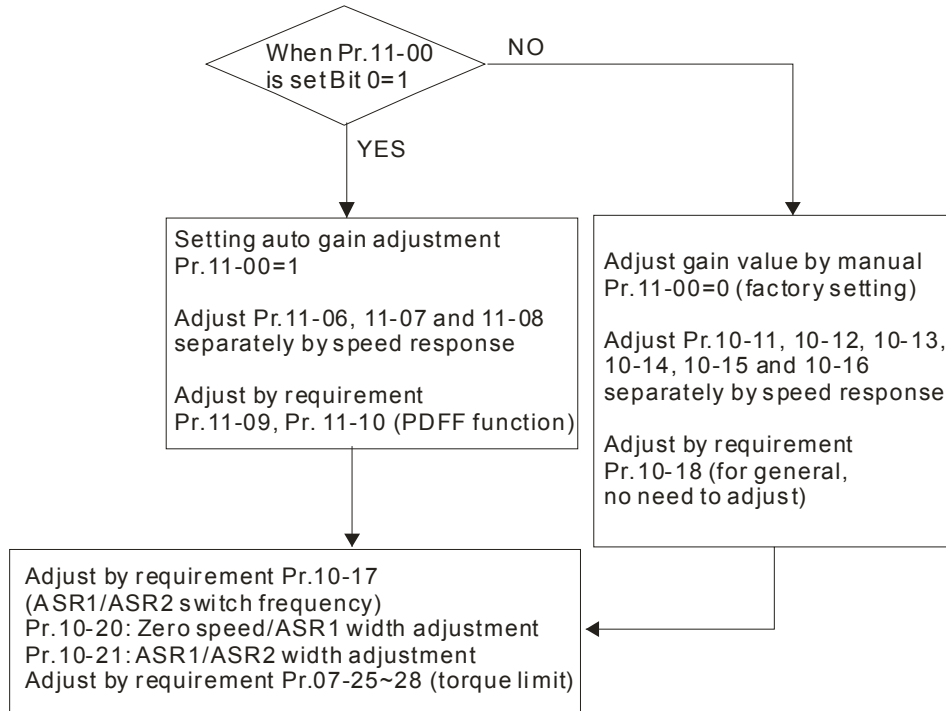 When Pr.11-00
is set Bit 0=1
NO
YES
Setting auto gain adjustment
Pr.11-00=1
Adjust Pr.11-06, 11-07 and 11-08
separately by speed response
Adjust by requirement
Pr.11-09, Pr. 11-10 (PDFF function)
Adjust gain value by manual
Pr.11-00=0 (factory setting)
Adjust Pr.10-11, 10-12, 10-13,
10-14, 10-15 and 10-16
separately by speed response
Adjust by requirement
Pr.10-18 (for general,
no need to adjust)
Adjust by requirement Pr.10-17
(ASR1/ASR2 switch frequency)
Pr.10-20: Zero speed/ASR1 width adjustment
Pr.10-21: ASR1/ASR2 width adjustment
Adjust by requirement Pr.07-25~28 (torque limit)